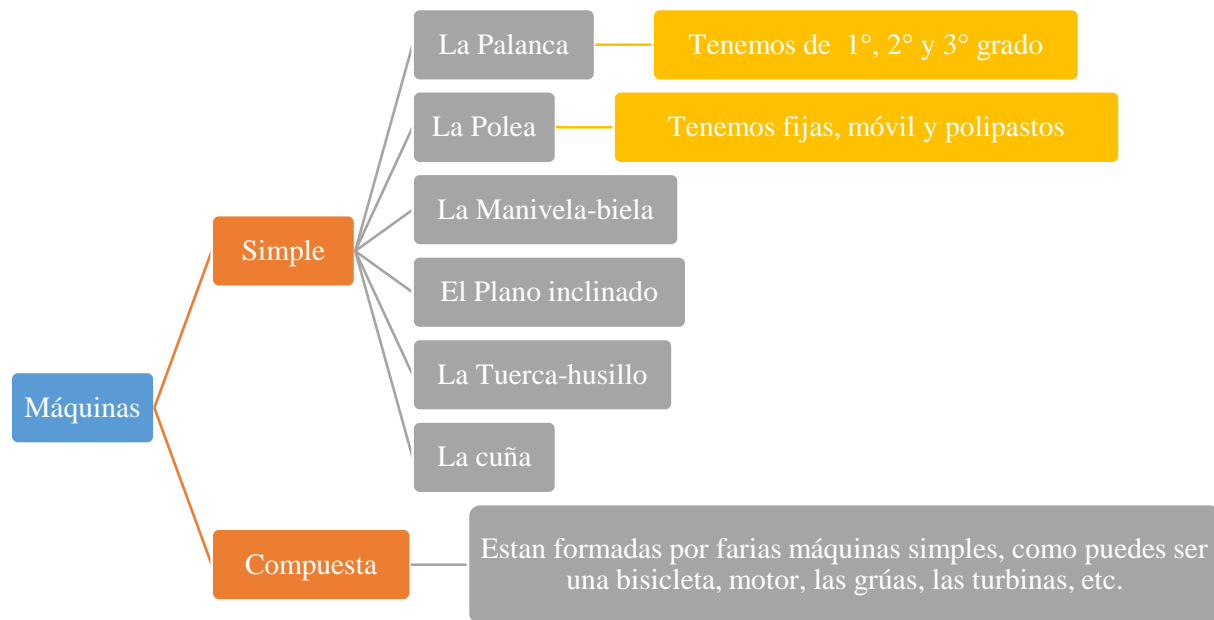 Máquinas
Simple
La Palanca
Tenemos de 1°, 2° y 3° grado
La Polea
Tenemos fijas, móvil y polipastos
La Manivela-biela
El Plano inclinado
La Tuerca-husillo
La cuña
Compuesta
Estan formadas por farias máquinas simples, como puedes ser
una bisicleta, motor, las grúas, las turbinas, etc.